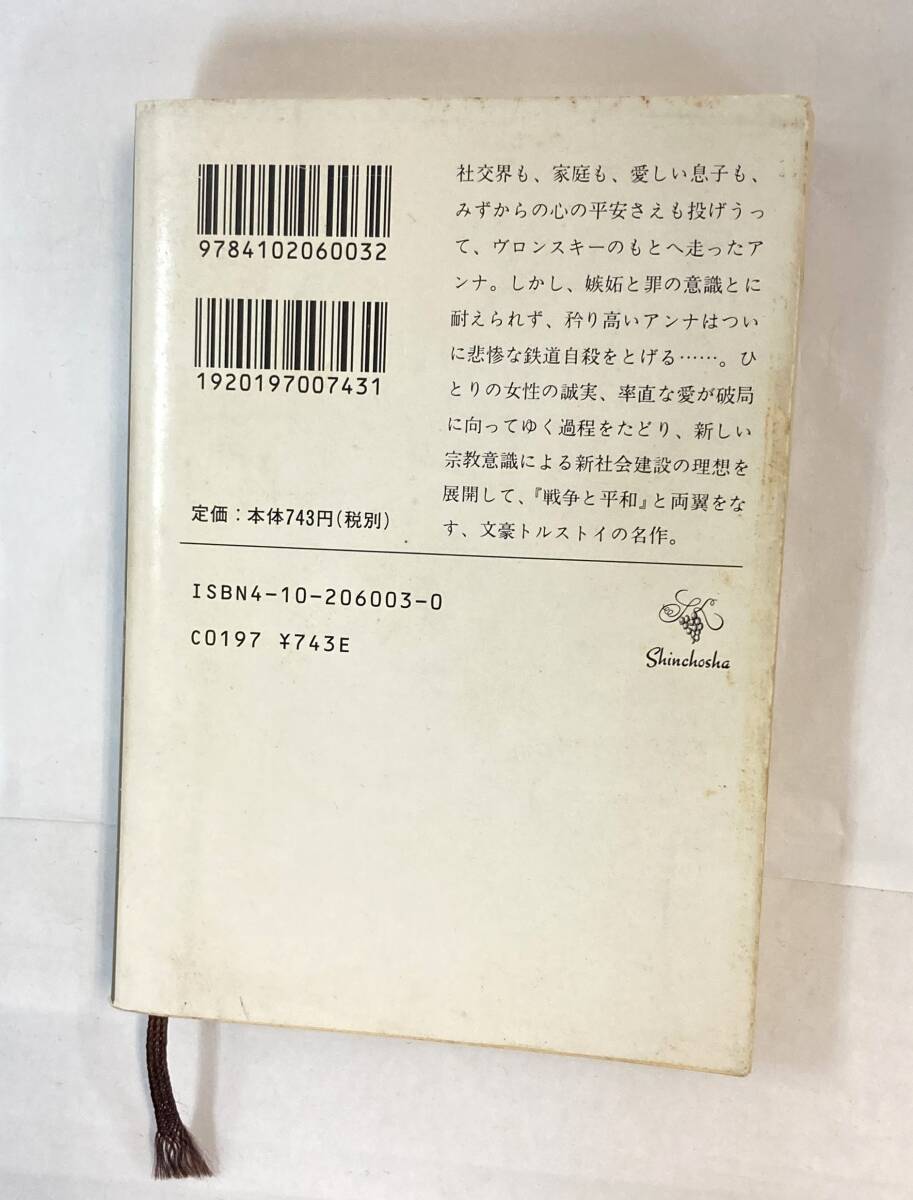 9784102060032
1920197007431
定価：本体743円(税別)
社交界も、家庭も、愛しい息子も、
みずからの心の平安さえも投げうっ
て、ヴロンスキーのもとへ走ったア
ンナ。しかし、嫉妬と罪の意識とに
耐えられず、矜り高いアンナはつい
に悲惨な鉄道自殺をとげる……。ひ
とりの女性の誠実、率直な愛が破局
に向ってゆく過程をたどり、新しい
宗教意識による新社会建設の理想を
展開して、『戦争と平和』と両翼をな
す、文豪トルストイの名作。
ISBN4-10-206003-0
C0197 ¥743E
Shinchosha